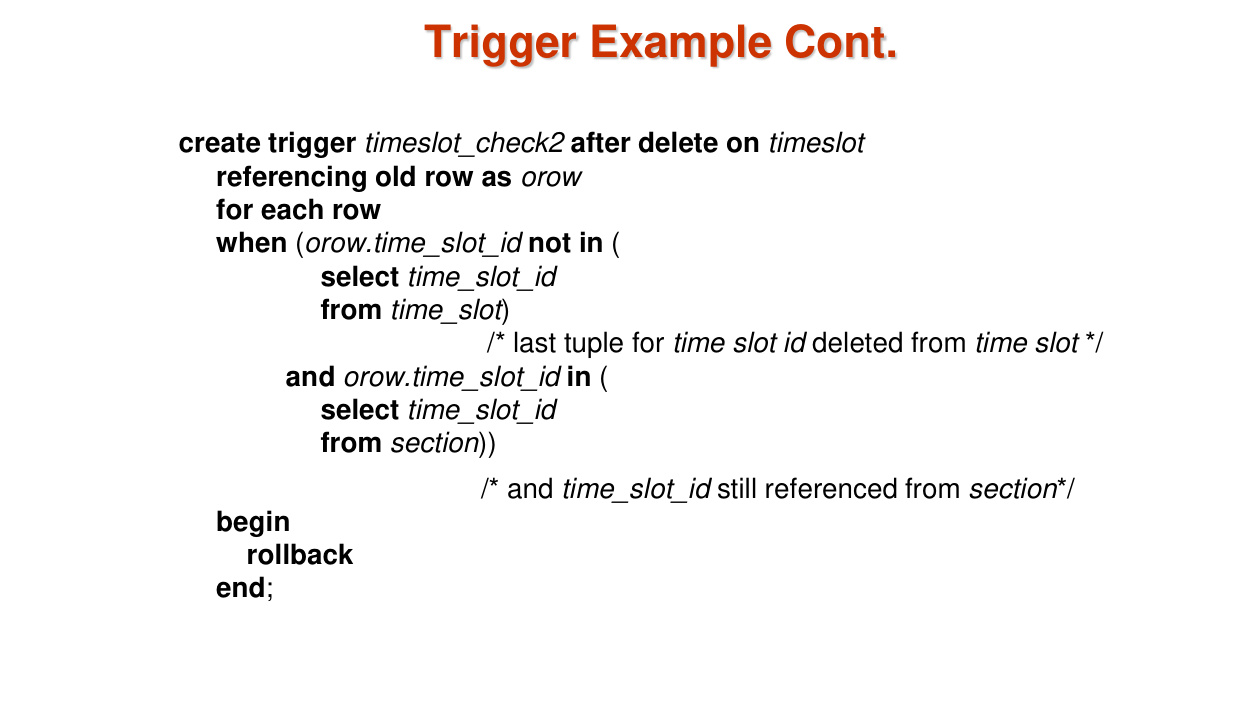 Trigger Example Cont.
create trigger timeslot_check2 after delete on timeslot
referencing old row as orow
for each row
when (orow.time_slot_id not in (
select time_slot_id
from time_slot)
/* last tuple for time slot id deleted from time slot */
and orow.time_slot_id in (
select time_slot_id
from section))
/* and time_slot_id still referenced from section*/
begin
rollback
end;